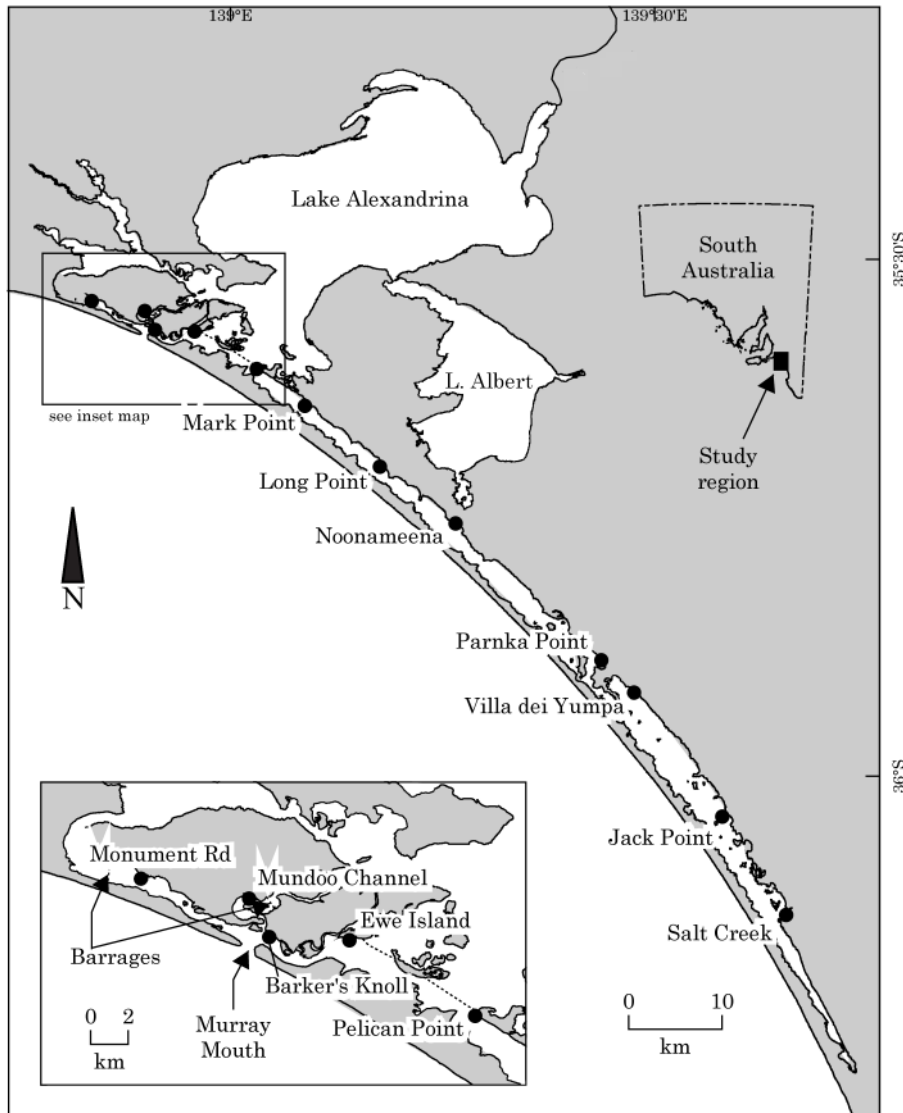 139°E
139°30'E
Lake Alexandrina
South
Australia
35°30'S
L. Albert
see inset map
Mark Point
Study
region
Long Point
Noonameena
N
Parnka Point
Villa dei Yumpa
36°S
Jack Point
Monument Rd
Mundoo Channel
Ewe Island
Salt Creek
Barrages
Barker's Knoll
0 2
km
Murray
Mouth
Pelican Point
0 10
km